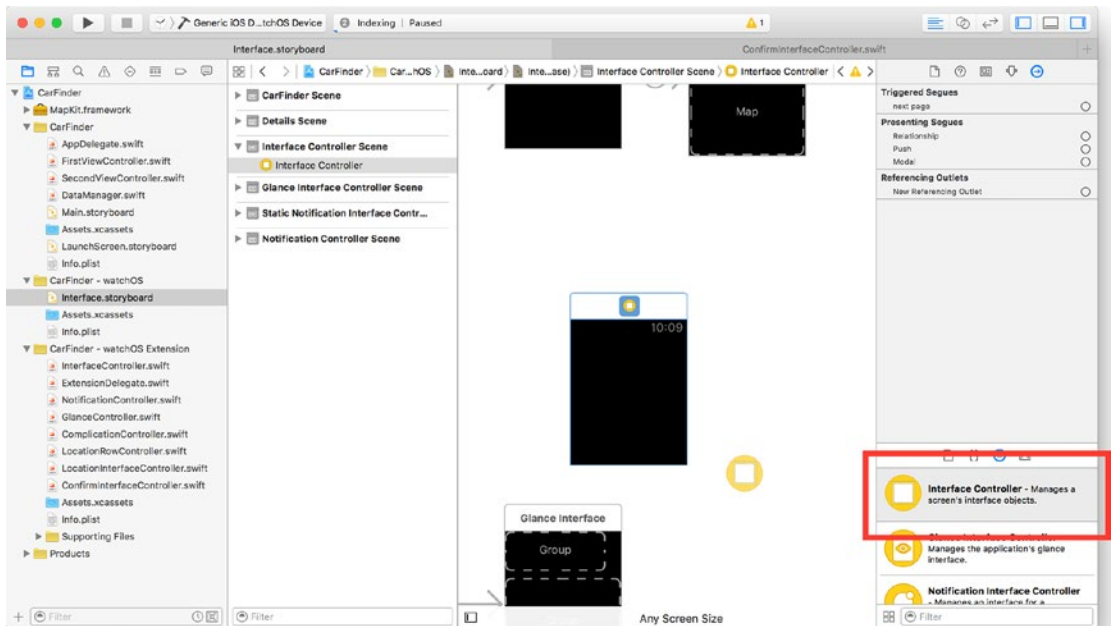 Generic iOS D...tchOS Device
Indexing | Paused
1
Interface.storyboard
ConfirmInterfaceController.swift
CarFinder
Car...hOS
Inte...oard)
Inte...ase)
Interface Controller Scene
Interface Controller
CarFinder
MapKit.framework
CarFinder
AppDelegate.swift
FirstViewController.swift
SecondViewController.swift
DataManager.swift
Main.storyboard
Assets.xcassets
LaunchScreen.storyboard
Info.plist
CarFinder - watchOS
Interface.storyboard
Assets.xcassets
Info.plist
CarFinder - watchOS Extension
InterfaceController.swift
ExtensionDelegate.swift
NotificationController.swift
GlanceController.swift
ComplicationController.swift
LocationRowController.swift
LocationInterfaceController.swift
ConfirmInterfaceController.swift
Assets.xcassets
Info.plist
Supporting Files
Products
Filter
CarFinder Scene
Details Scene
Interface Controller Scene
Interface Controller
Glance Interface Controller Scene
Static Notification Interface Contr...
Notification Controller Scene
Filter
Map
10:09
Glance Interface
Group
Any Screen Size
Triggered Segues
next page
Presenting Segues
Relationship
Push
Modal
Referencing Outlets
New Referencing Outlet
Interface Controller - Manages a
screen's interface objects.
Glance Interface Controller
Manages the application's glance
interface.
Notification Interface Controller
- Manages an interface for a
Filter